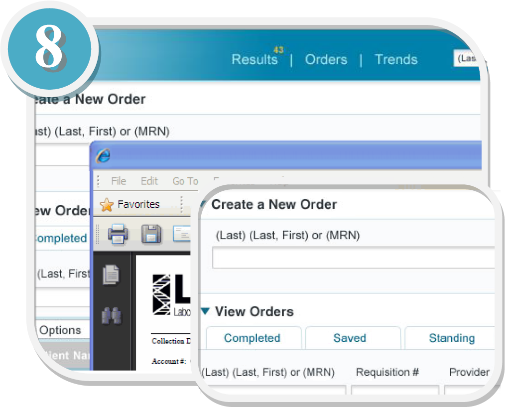 8
43
Results | Orders | Trends
(Las
eate a New Order
ast) (Last, First) or (MRN)
File Edit Go To
Favorites
ew Orde
ompleted
(Last, First
Options
ient Na
L
Labo
Collection D
Account #:
Create a New Order
(Last) (Last, First) or (MRN)
View Orders
Completed Saved Standing
(Last) (Last, First) or (MRN) Requisition # Provider